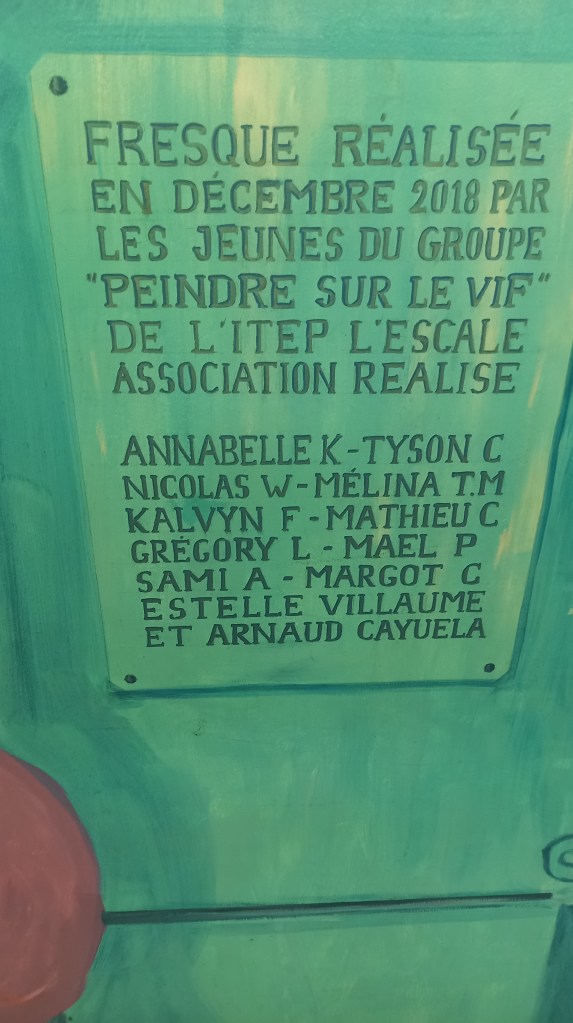 FRESQUE RÉALISÉE
EN DÉCEMBRE 2018 PAR
LES JEUNES DU GROUPE
"PEINDRE SUR LE VIF"
DE L'ITEP L'ESCALE
ASSOCIATION REALISE
ANNABELLE K-TYSON C
NICOLAS W-MÉLINA T.M
KALVYN F-MATHIEU C
GRÉGORY L - MAEL P
SAMI A - MARGOT C
ESTELLE VILLAUME
ET ARNAUD CAYUELA